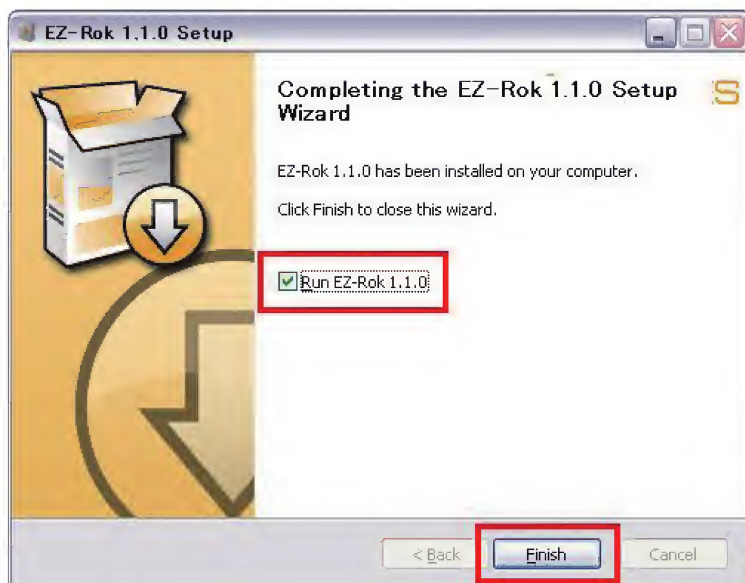 EZ-Rok 1.1.0 Setup
Completing the EZ-Rok 1.1.0 Setup
Wizard
S
EZ-Rok 1.1.0 has been installed on your computer.
Click Finish to close this wizard.
Run EZ-Rok 1.1.0
< Back
Finish
Cancel